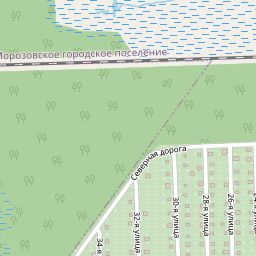 Морозовское городское поселение
Северная дорога
26-я улица
28-я улица
30-я улица
32-я улица
34-я